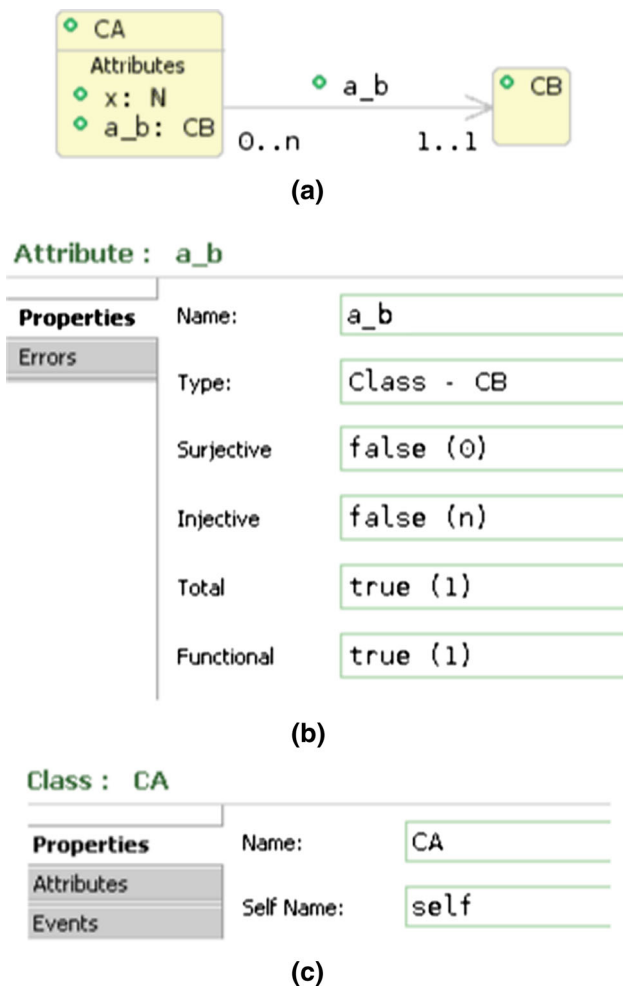 CA
Attributes
x: N
a_b: CB
a_b
CB
0..n
1..1
(a)
Attribute : a_b
Properties
Errors
Name: a_b
Type: Class - CB
Surjective false (0)
Injective false (n)
Total true (1)
Functional true (1)
(b)
Class : CA
Properties
Attributes
Events
Name: CA
Self Name: self
(c)